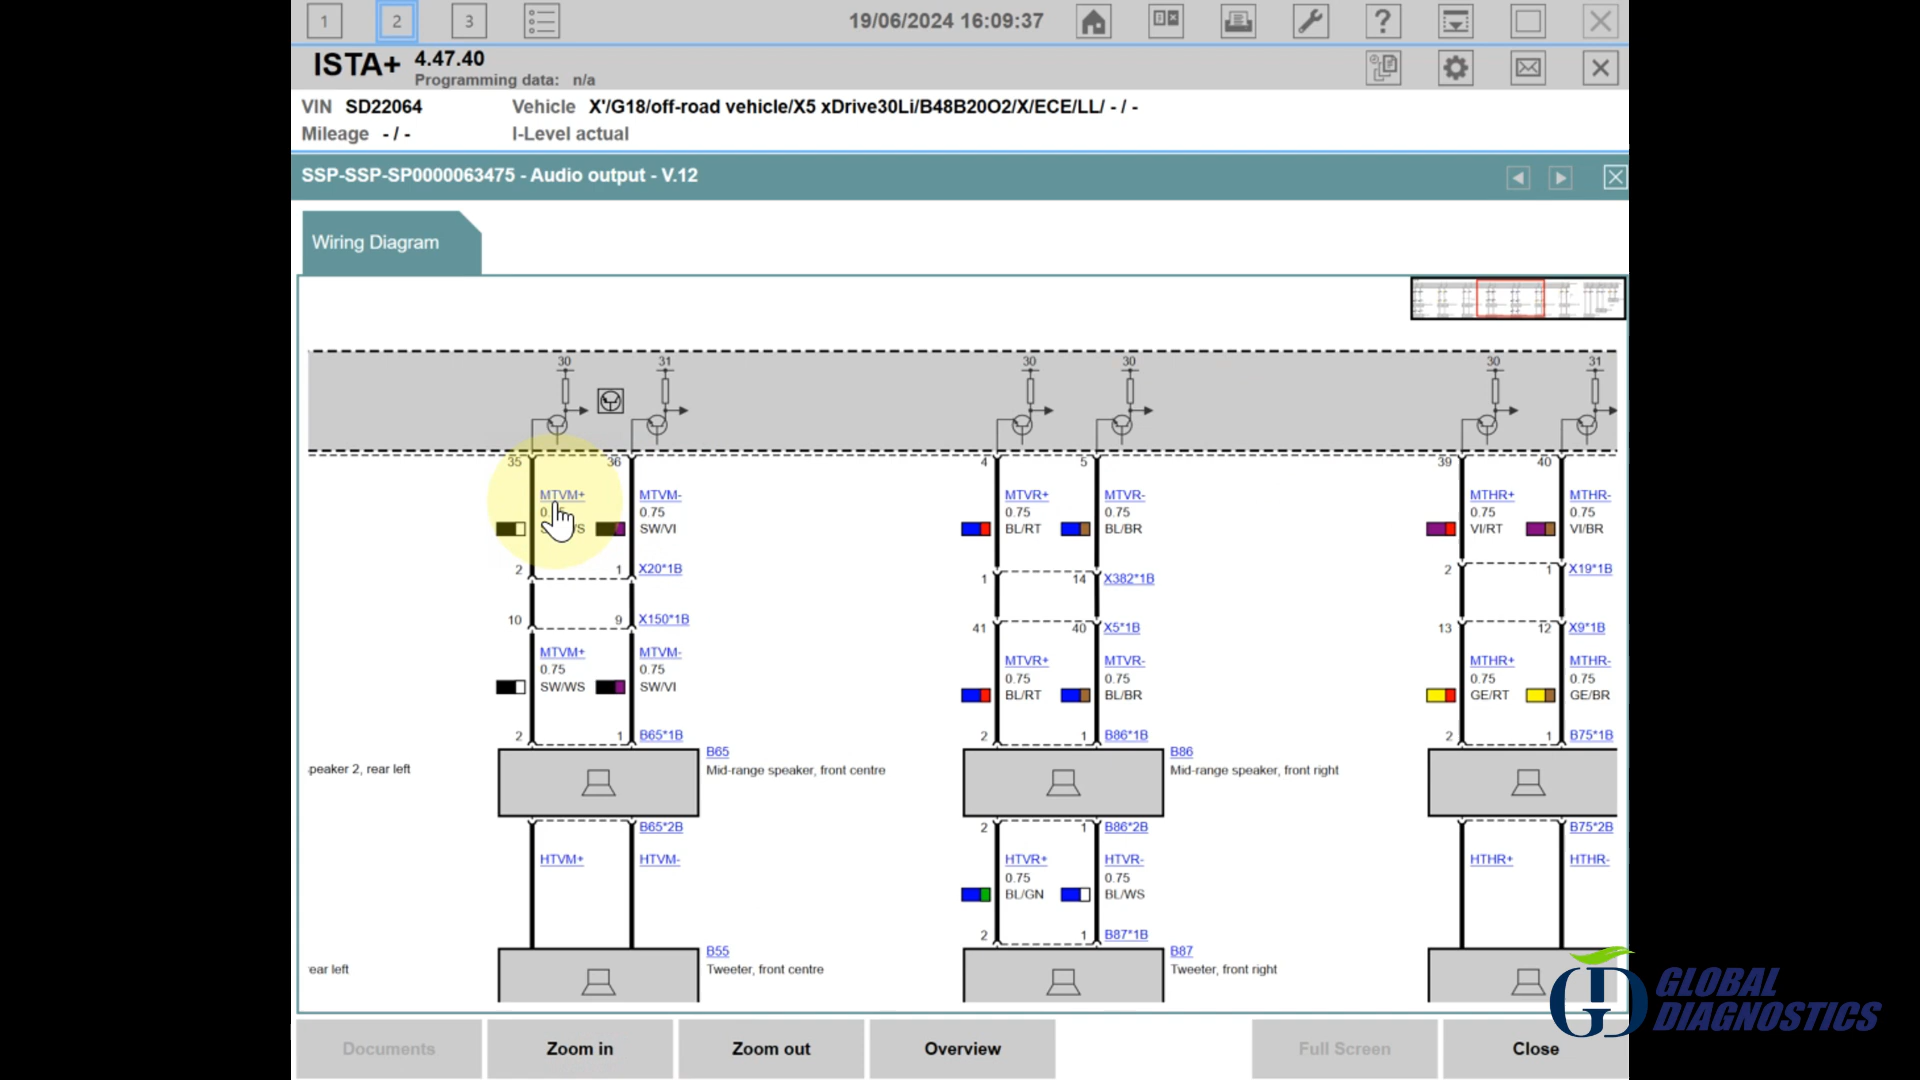 1 2 3 19/06/2024 16:09:37 ?
ISTA+ 4.47.40
Programming data: n/a
VIN SD22064 Vehicle X'/G18/off-road vehicle/X5 xDrive30Li/B48B20O2/X/ECE/LL/ - / -
Mileage - / - I-Level actual
SSP-SSP-SP0000063475 - Audio output - V.12
Wiring Diagram
30 31 30 30 30 31
35 36 4 5 39 40
MTVM+ MTVM- MTVR+ MTVR- MTHR+ MTHR-
0.75 0.75 0.75 0.75 0.75
SW/VI BL/RT BL/BR VI/RT VI/BR
2 1 X20*1B 1 14 X382*1B 2 1 X19*1B
10 9 X150*1B 41 40 X5*1B 13 12 X9*1B
MTVM+ MTVM- MTVR+ MTVR- MTHR+ MTHR-
0.75 0.75 0.75 0.75 0.75 0.75
SW/WS SW/VI BL/RT BL/BR GE/RT GE/BR
2 1 B65*1B 2 1 B86*1B 2 1 B75*1B
B65 B86
peaker 2, rear left Mid-range speaker, front centre Mid-range speaker, front right
B65*2B 2 1 B86*2B B75*2B
HTVM+ HTVM- HTVR+ HTVR- HTHR+ HTHR-
0.75 0.75
BL/GN BL/WS
2 1 B87*1B
B55 B87
ear left Tweeter, front centre Tweeter, front right
GLOBAL
DIAGNOSTICS
Documents Zoom in Zoom out Overview Full Screen Close